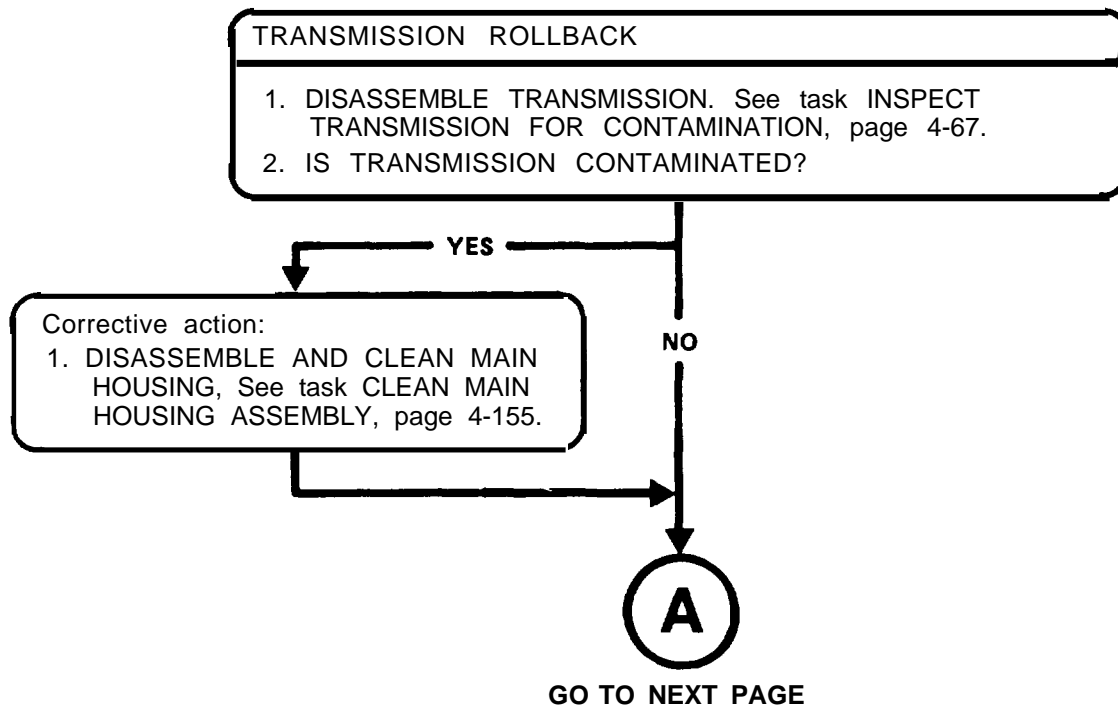 TRANSMISSION ROLLBACK
1. DISASSEMBLE TRANSMISSION. See task INSPECT
TRANSMISSION FOR CONTAMINATION, page 4-67.
2. IS TRANSMISSION CONTAMINATED?
YES
Corrective action:
1. DISASSEMBLE AND CLEAN MAIN
HOUSING, See task CLEAN MAIN
HOUSING ASSEMBLY, page 4-155.
NO
A
GO TO NEXT PAGE